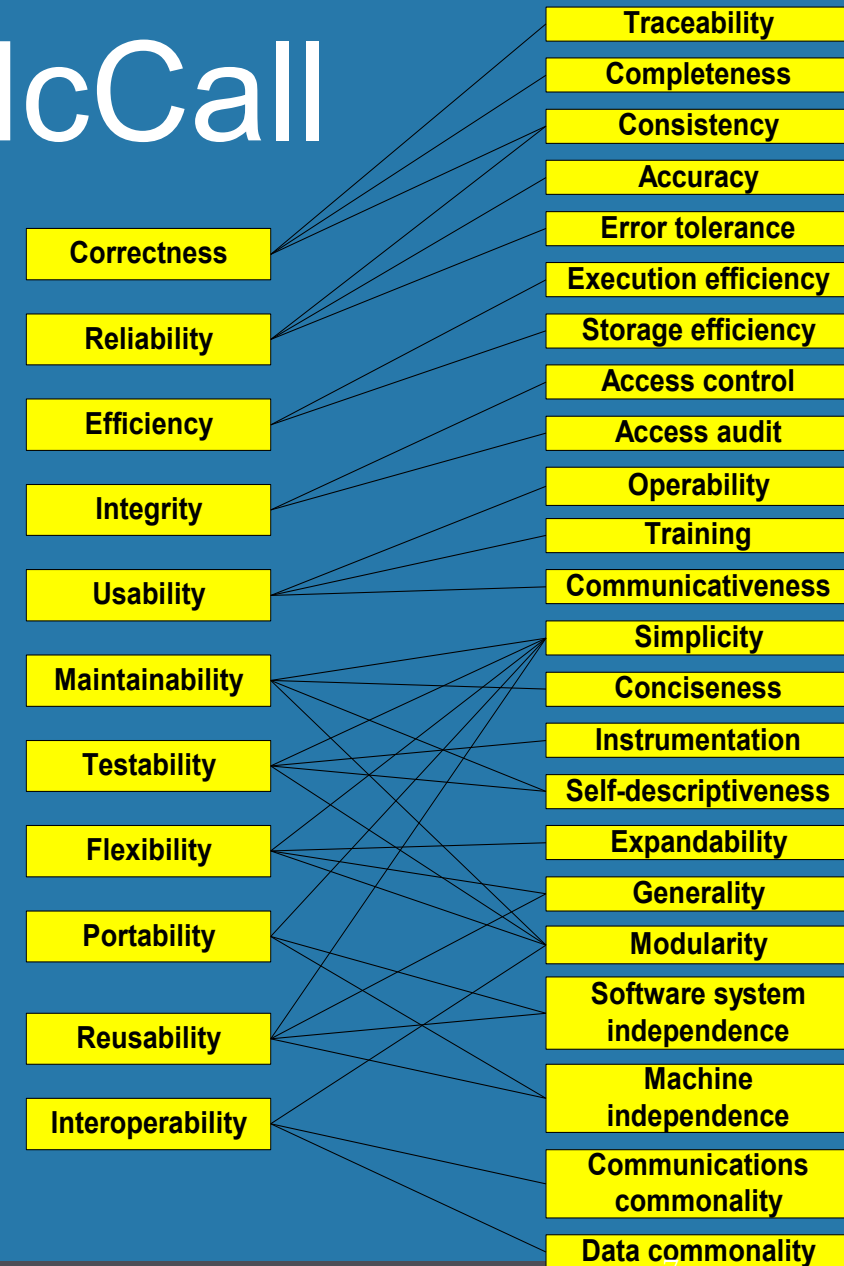 lcCall
Correctness
Reliability
Efficiency
Integrity
Usability
Maintainability
Testability
Flexibility
Portability
Reusability
Interoperability
Traceability
Completeness
Consistency
Accuracy
Error tolerance
Execution efficiency
Storage efficiency
Access control
Access audit
Operability
Training
Communicativeness
Simplicity
Conciseness
Instrumentation
Self-descriptiveness
Expandability
Generality
Modularity
Software system
independence
Machine
independence
Communications
commonality
Data commonality